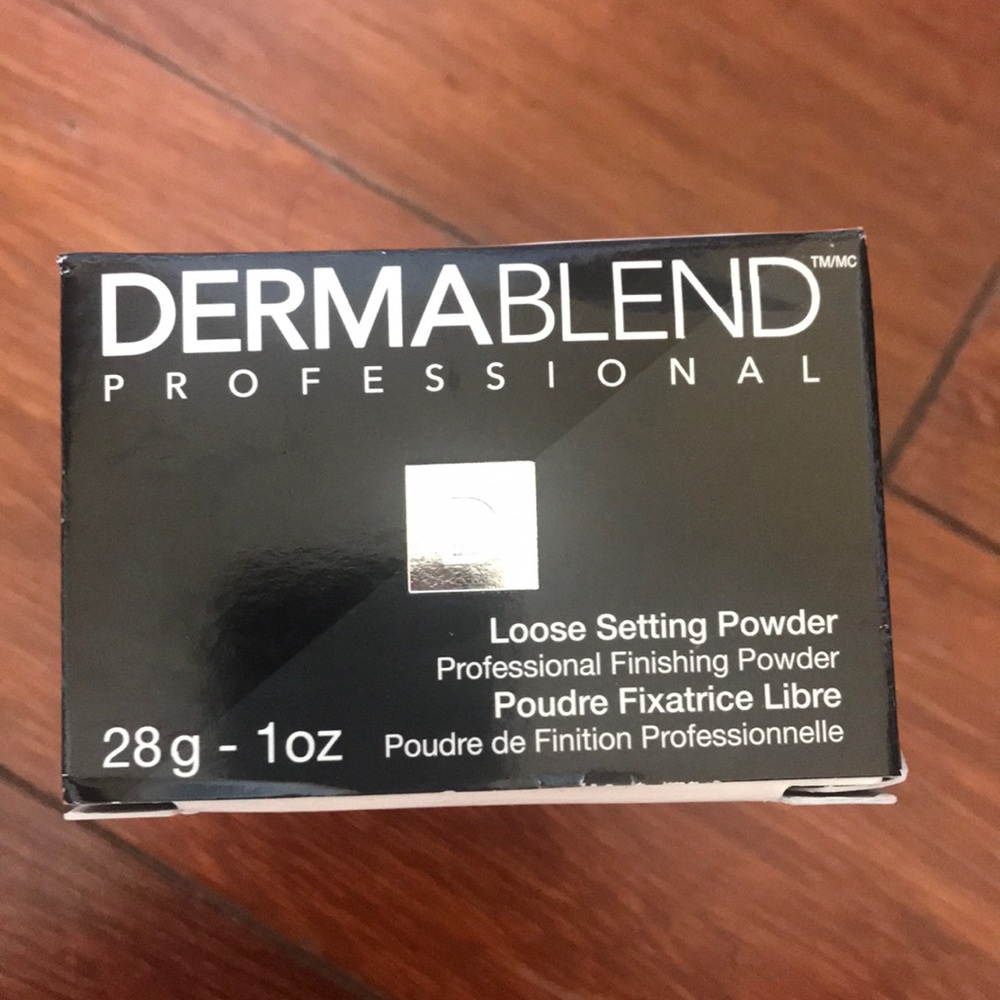 DERMABLEND™/MC
PROFESSIONAL
D
Loose Setting Powder
Professional Finishing Powder
Poudre Fixatrice Libre
28g - 1oz Poudre de Finition Professionnelle